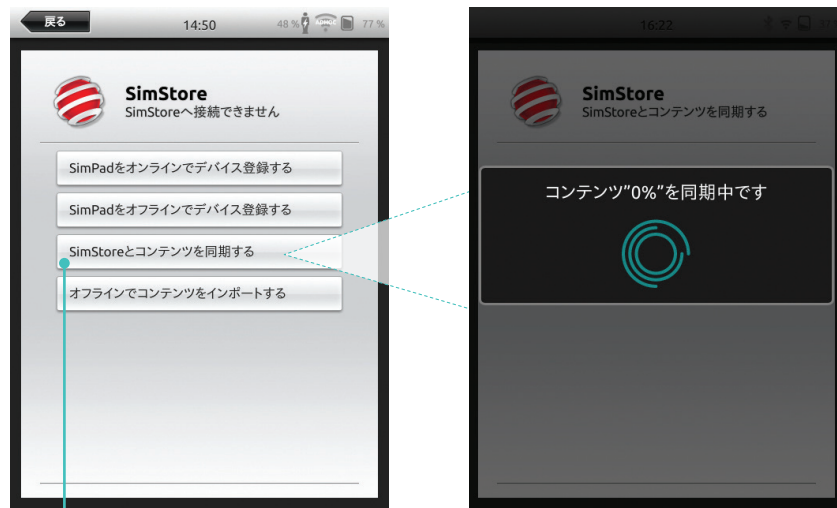 戻る
14:50
48 %
77 %
SimStore
SimStoreへ接続できません
SimPadをオンラインでデバイス登録する
SimPadをオフラインでデバイス登録する
SimStoreとコンテンツを同期する
オフラインでコンテンツをインポートする
16:22
SimStore
SimStoreとコンテンツを同期する
コンテンツ"0%"を同期中です